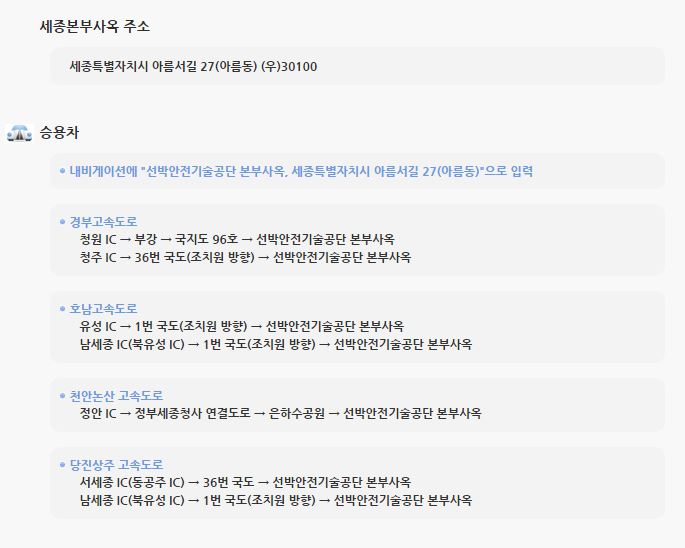 세종본부사옥 주소
세종특별자치시 아름서길 27(아름동) (우)30100
승용차
내비게이션에 "선박안전기술공단 본부사옥, 세종특별자치시 아름서길 27(아름동)"으로 입력
경부고속도로
청원 IC → 부강 → 국지도 96호 → 선박안전기술공단 본부사옥
청주 IC → 36번 국도(조치원 방향) → 선박안전기술공단 본부사옥
호남고속도로
유성 IC → 1번 국도(조치원 방향) → 선박안전기술공단 본부사옥
남세종 IC(북유성 IC) → 1번 국도(조치원 방향) → 선박안전기술공단 본부사옥
천안논산 고속도로
정안 IC → 정부세종청사 연결도로 → 은하수공원 → 선박안전기술공단 본부사옥
당진상주 고속도로
서세종 IC(동공주 IC) → 36번 국도 → 선박안전기술공단 본부사옥
남세종 IC(북유성 IC) → 1번 국도(조치원 방향) → 선박안전기술공단 본부사옥